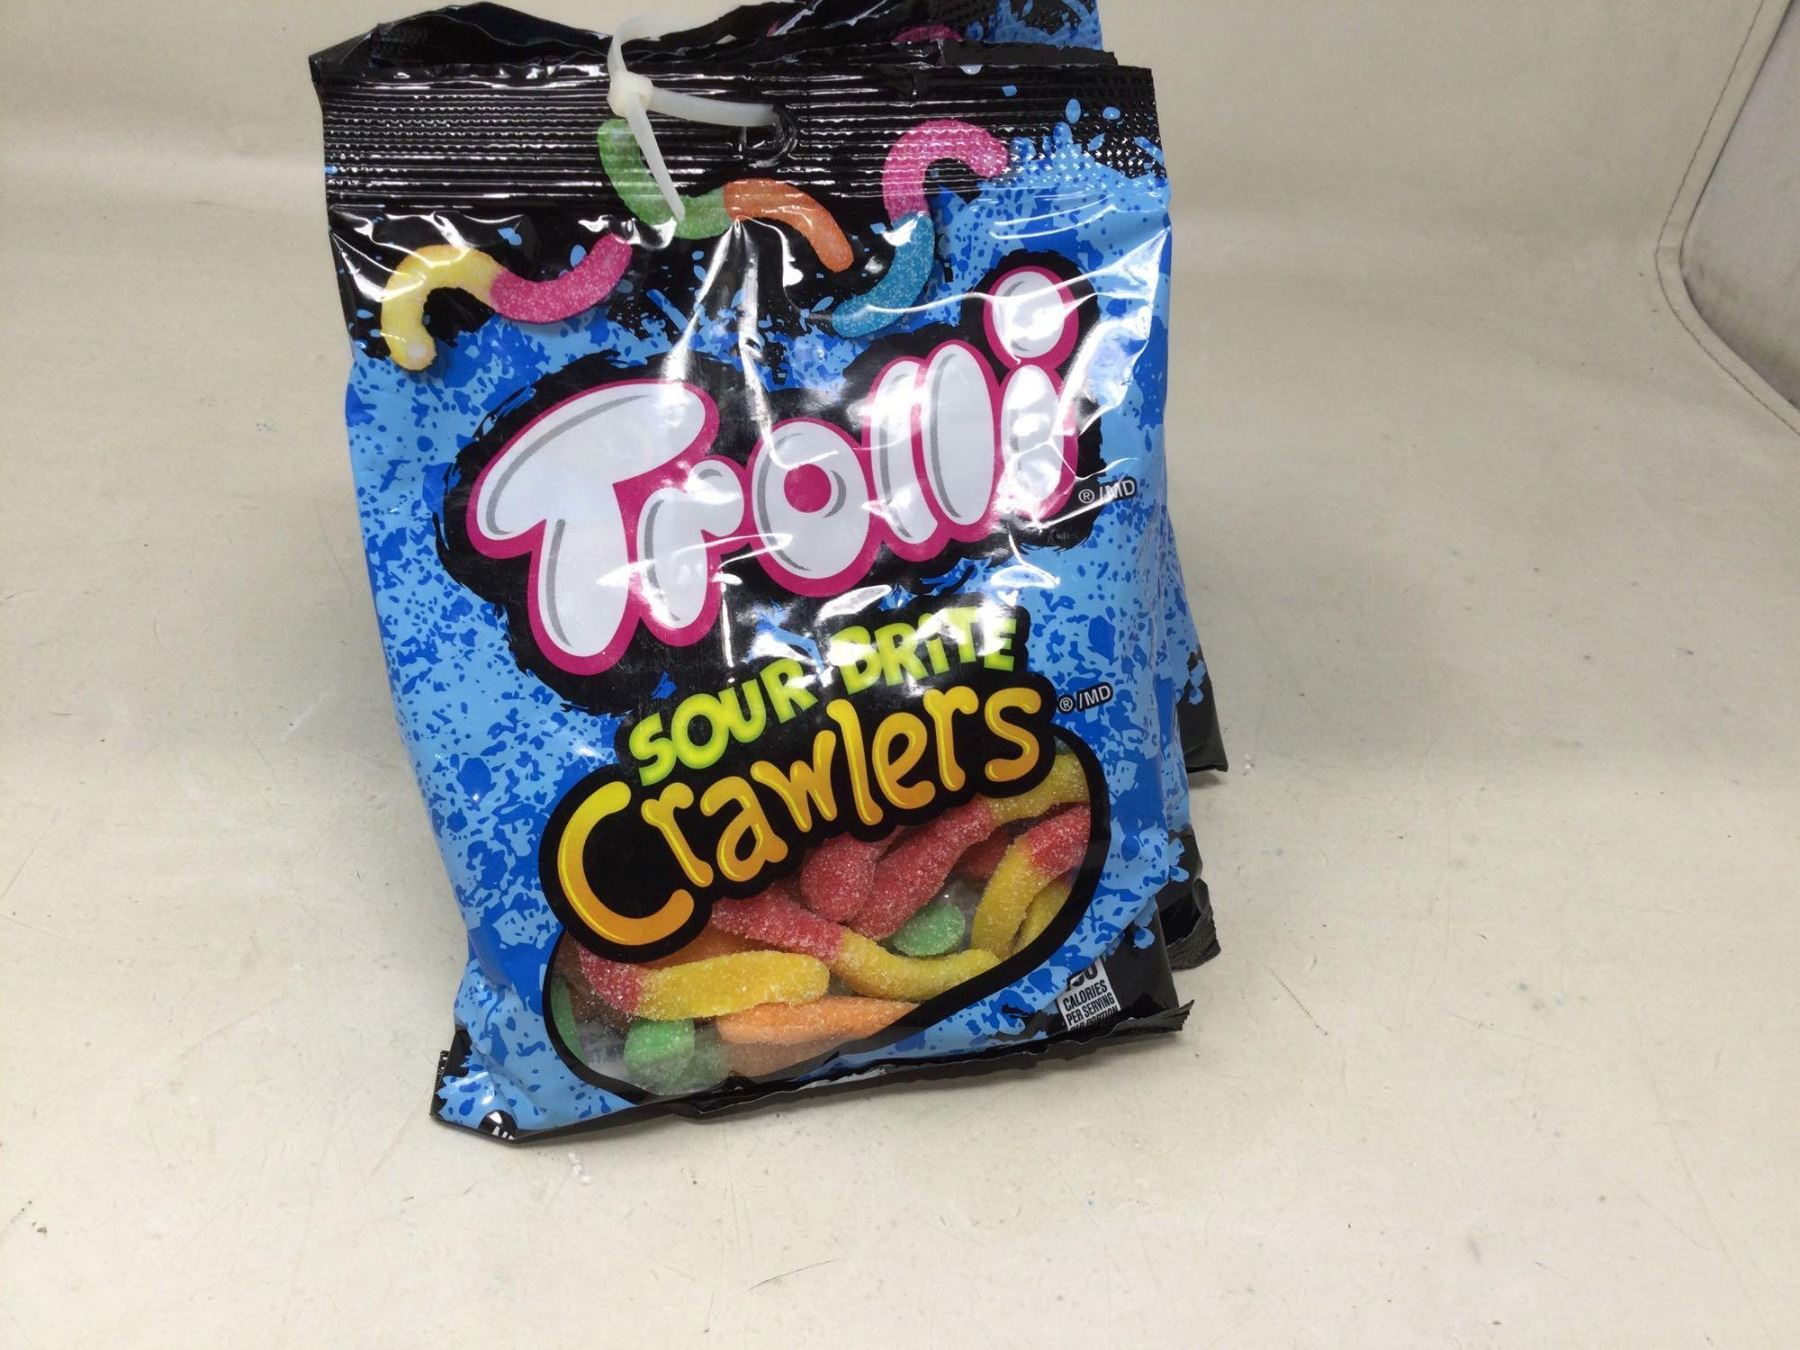 Trolli
®/MD
SOUR BRITE
Crawlers
®/MD
CALORIES
PER SERVING